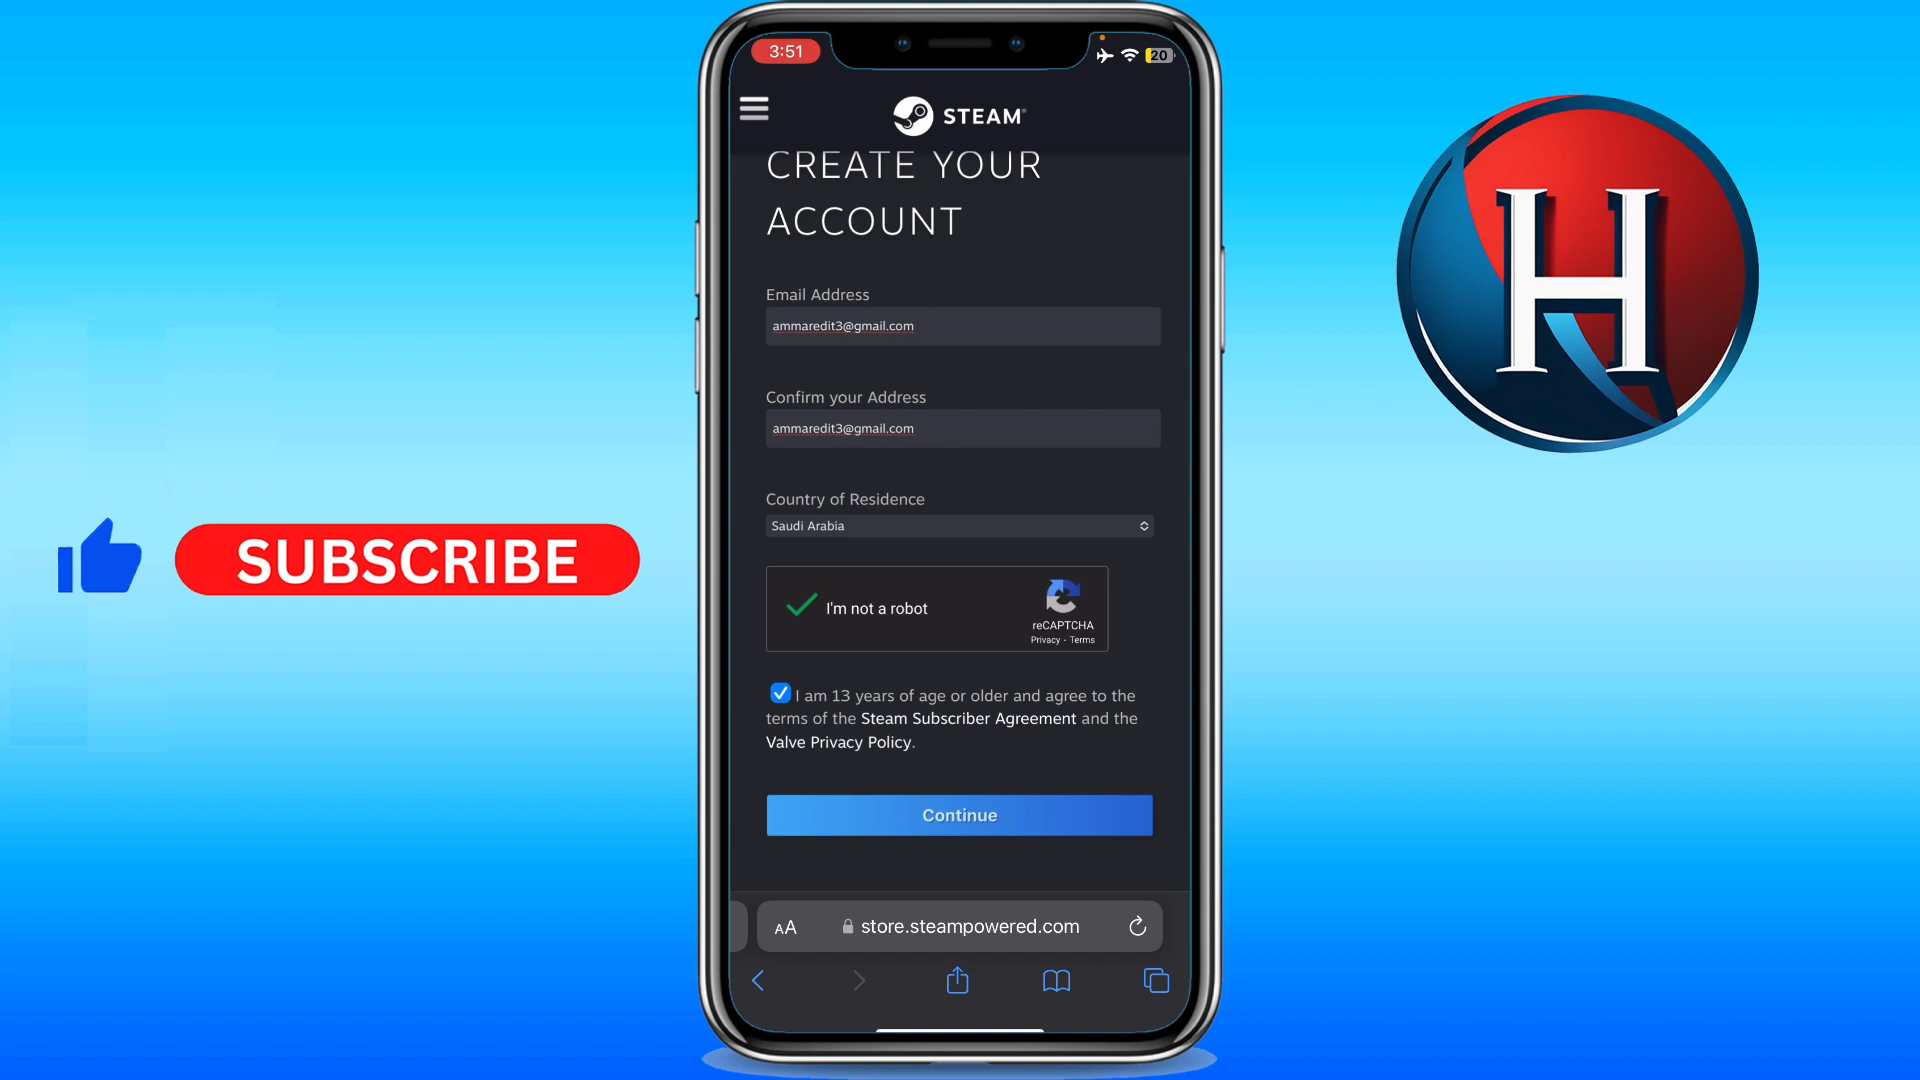 3:51
20
STEAM®
CREATE YOUR
ACCOUNT
Email Address
ammaredit3@gmail.com
Confirm your Address
ammaredit3@gmail.com
Country of Residence
Saudi Arabia
I'm not a robot
reCAPTCHA
Privacy - Terms
I am 13 years of age or older and agree to the
terms of the Steam Subscriber Agreement and the
Valve Privacy Policy.
Continue
AA store.steampowered.com
SUBSCRIBE
H